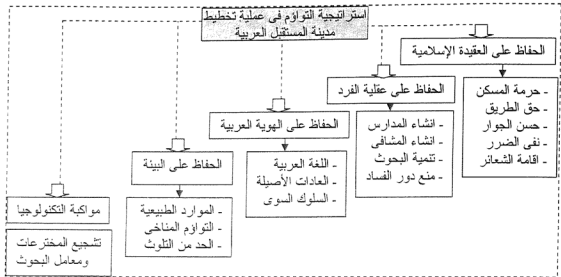 استراتيجية التواؤم فى عملية تخطيط
مدينة المستقبل العربية
الحفاظ على العقيدة الإسلامية
- حرمة المسكن
- حق الطريق
- حسن الجوار
- نفى الضرر
- اقامة الشعائر
الحفاظ على عقلية الفرد
- انشاء المدارس
- انشاء المشافى
- تنمية البحوث
- منع دور الفساد
الحفاظ على الهوية العربية
- اللغة العربية
- العادات الأصيلة
- السلوك السوى
الحفاظ على البيئة
- الموارد الطبيعية
- التواؤم المناخى
- الحد من التلوث
مواكبة التكنولوجيا
تشجيع المخترعات
ومعامل البحوث